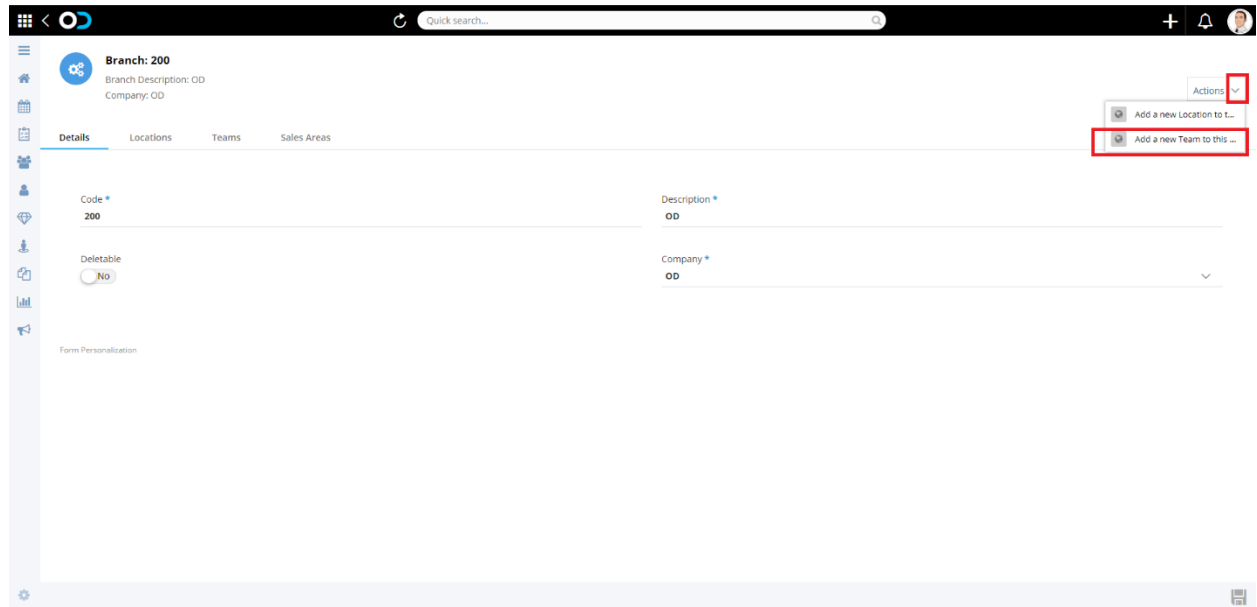 OD
Quick search...
Branch: 200
Branch Description: OD
Company: OD
Actions
Add a new Location to t...
Add a new Team to this ...
Details Locations Teams Sales Areas
Code * Description *
200 OD
Deletable Company *
No OD
Form Personalization